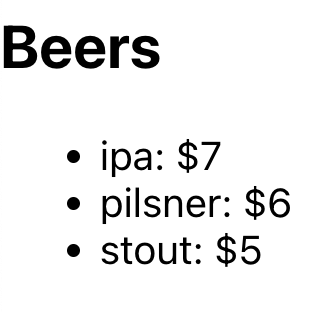 Beers
• ipa: $7
• pilsner: $6
• stout: $5